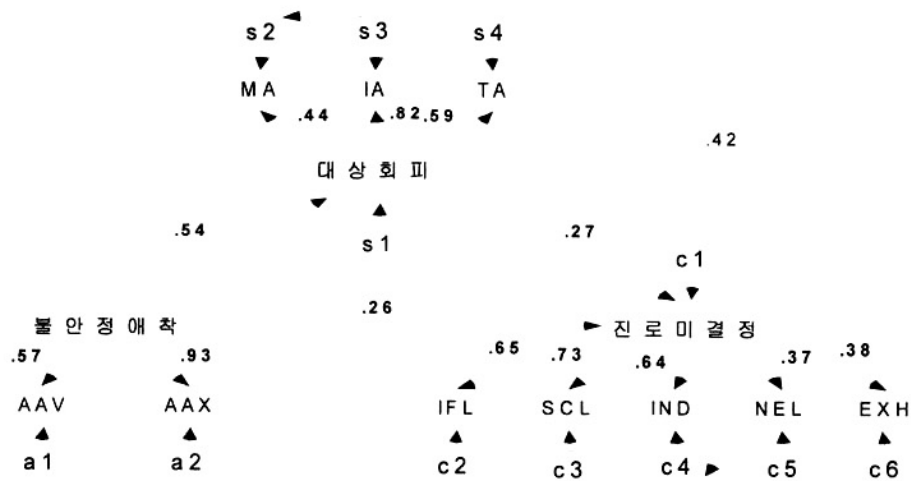 s2 s3 s4
MA IA TA
.44 .82 .59
.42
대상회피
.54 .27
s1
c1
.26
불안정애착 진로미결정
.57 .93 .65 .73 .64 .37 .38
AAV AAX IFL SCL IND NEL EXH
a1 a2 c2 c3 c4 c5 c6